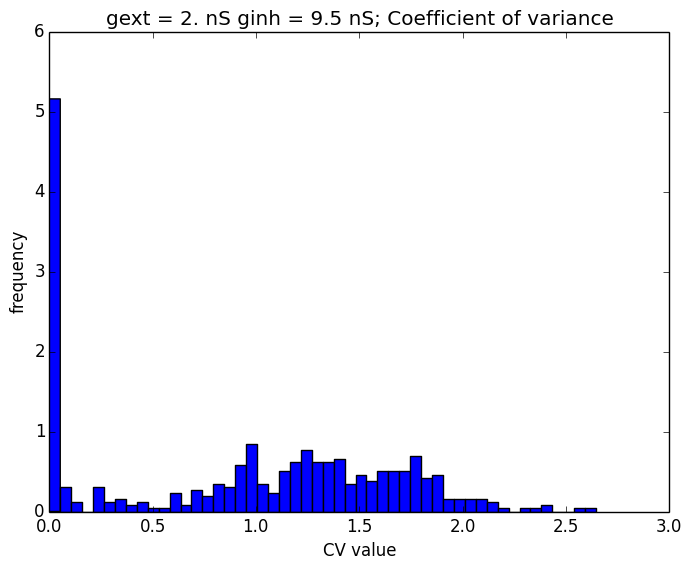 gext = 2. nS ginh = 9.5 nS; Coefficient of variance
6
5
4
3
2
1
0
frequency
0.0 0.5 1.0 1.5 2.0 2.5 3.0
CV value